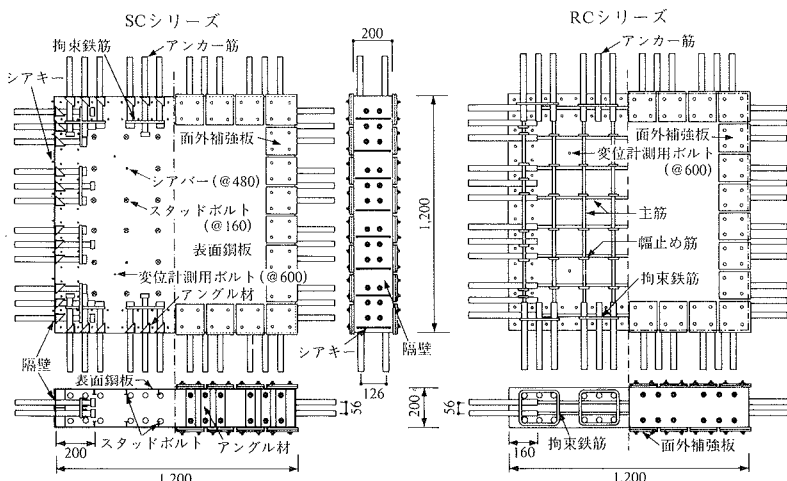 SCシリーズ
拘束鉄筋
アンカー筋
シアキー
面外補強板
シアバー(@480)
スタッドボルト
(@160)
表面鋼板
変位計測用ボルト(@600)
アングル材
隔壁
表面鋼板
56
スタッドボルト
アングル材
200
1,200
200
1,200
シアキー
隔壁
126
200
RCシリーズ
アンカー筋
面外補強板
変位計測用ボルト
(@600)
主筋
幅止め筋
拘束鉄筋
56
拘束鉄筋
面外補強板
160
1,200